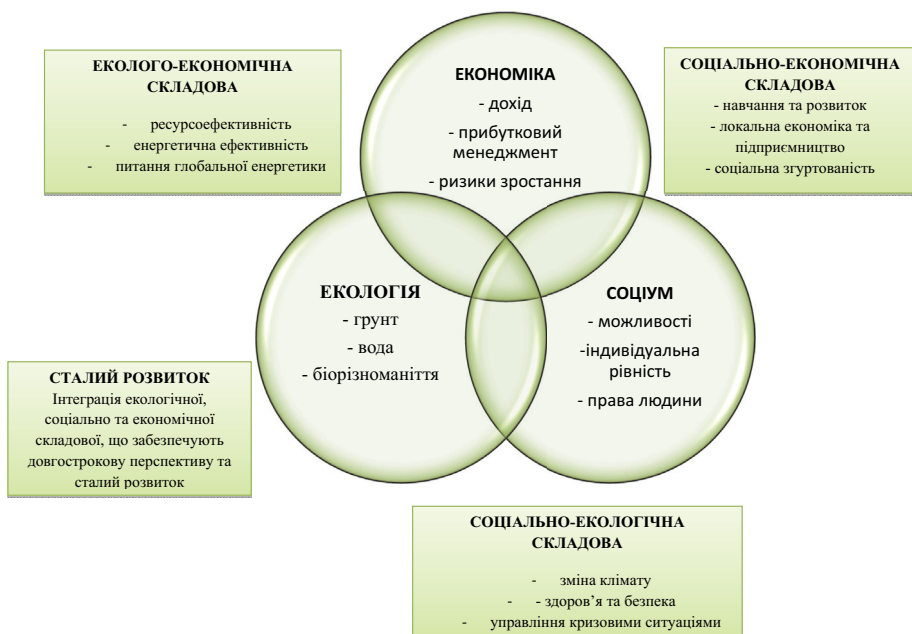 ЕКОЛОГО-ЕКОНОМІЧНА
СКЛАДОВА
- ресурсоефективність
- енергетична ефективність
- питання глобальної енергетики
ЕКОНОМІКА
- дохід
- прибутковий
менеджмент
- ризики зростання
СОЦІАЛЬНО-ЕКОНОМІЧНА
СКЛАДОВА
- навчання та розвиток
- локальна економіка та
підприємництво
- соціальна згуртованість
ЕКОЛОГІЯ
- грунт
- вода
- біорізноманіття
СОЦІУМ
- можливості
-індивідуальна
рівність
- права людини
СТАЛИЙ РОЗВИТОК
Інтеграція екологічної,
соціально та економічної
складової, що забезпечують
довгострокову перспективу та
сталий розвиток
СОЦІАЛЬНО-ЕКОЛОГІЧНА
СКЛАДОВА
- зміна клімату
- - здоров’я та безпека
- управління кризовими ситуаціями